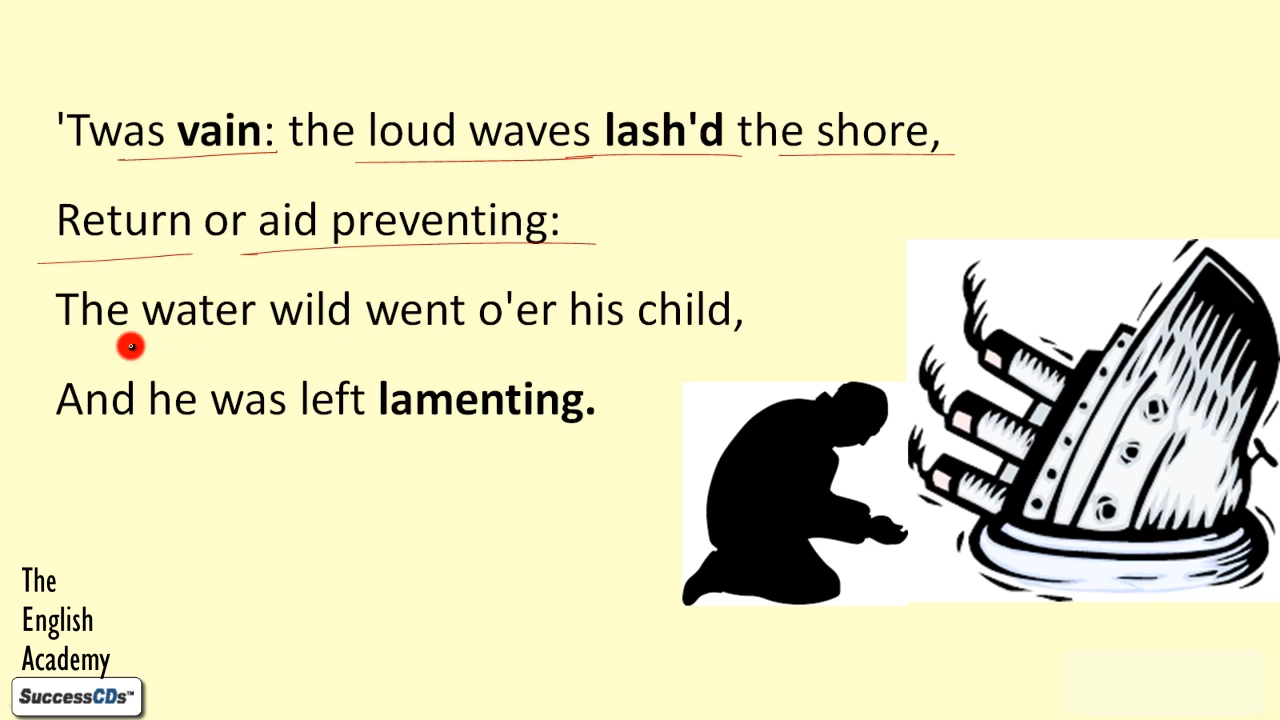 'Twas vain: the loud waves lash'd the shore,
Return or aid preventing:
The water wild went o'er his child,
And he was left lamenting.
The
English
Academy
SuccessCDs™